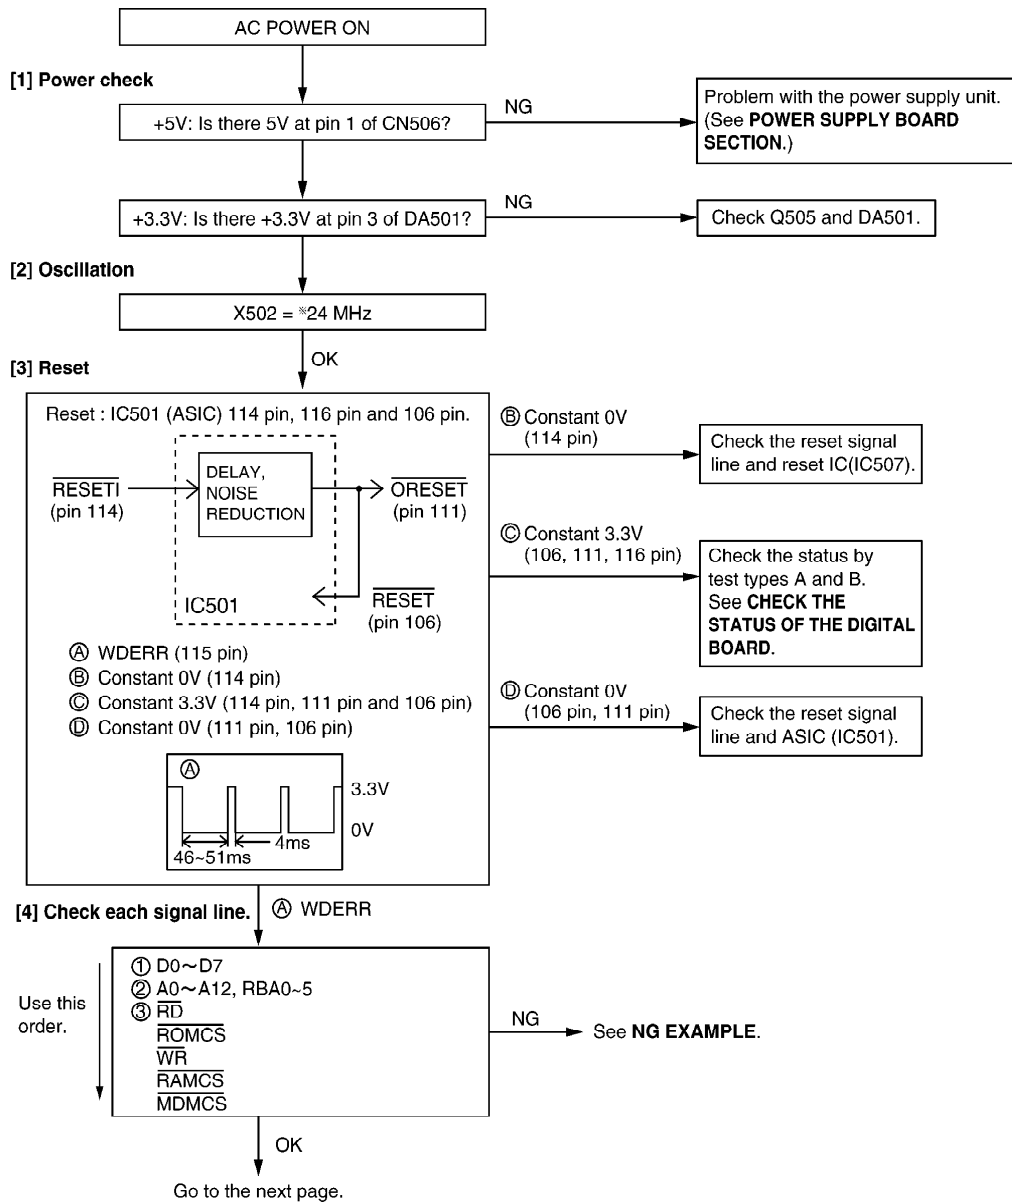 AC POWER ON
[1] Power check
+5V: Is there 5V at pin 1 of CN506?
NG
Problem with the power supply unit.
(See POWER SUPPLY BOARD
SECTION.)
+3.3V: Is there +3.3V at pin 3 of DA501?
NG
Check Q505 and DA501.
[2] Oscillation
X502 = ※24 MHz
OK
[3] Reset
Reset : IC501 (ASIC) 114 pin, 116 pin and 106 pin.
RESETI
(pin 114)
DELAY,
NOISE
REDUCTION
ORESET
(pin 111)
IC501
RESET
(pin 106)
Ⓐ WDERR (115 pin)
Ⓑ Constant 0V (114 pin)
Ⓒ Constant 3.3V (114 pin, 111 pin and 106 pin)
Ⓓ Constant 0V (111 pin, 106 pin)
Ⓐ
3.3V
0V
4ms
46~51ms
Ⓑ Constant 0V
(114 pin)
Check the reset signal
line and reset IC(IC507).
Ⓒ Constant 3.3V
(106, 111, 116 pin)
Check the status by
test types A and B.
See CHECK THE
STATUS OF THE DIGITAL
BOARD.
Ⓓ Constant 0V
(106 pin, 111 pin)
Check the reset signal
line and ASIC (IC501).
[4] Check each signal line.
Ⓐ WDERR
Use this
order.
① D0~D7
② A0~A12, RBA0~5
③ RD
ROMCS
WR
RAMCS
MDMCS
NG
See NG EXAMPLE.
OK
Go to the next page.